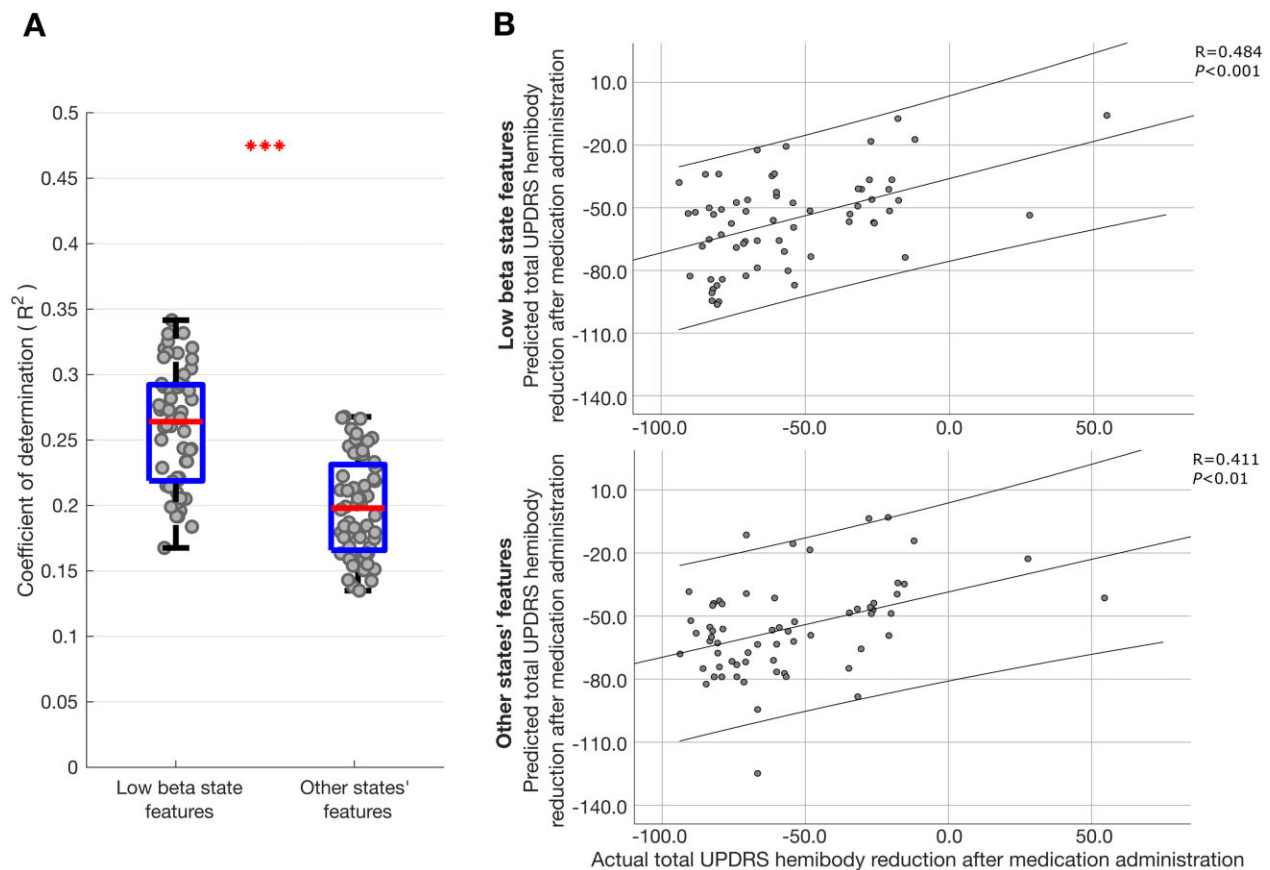 A
0.5
0.45
0.4
0.35
0.3
0.25
0.2
0.15
0.1
0.05
0
Coefficient of determination ( R² )
***
Low beta state
features
Other states'
features
B
Low beta state features
Predicted total UPDRS hemibody
reduction after medication administration
10.0
-20.0
-50.0
-80.0
-110.0
-140.0
R=0.484
P<0.001
-100.0
-50.0
0.0
50.0
Other states' features
Predicted total UPDRS hemibody
reduction after medication administration
10.0
-20.0
-50.0
-80.0
-110.0
-140.0
R=0.411
P<0.01
-100.0
-50.0
0.0
50.0
Actual total UPDRS hemibody reduction after medication administration